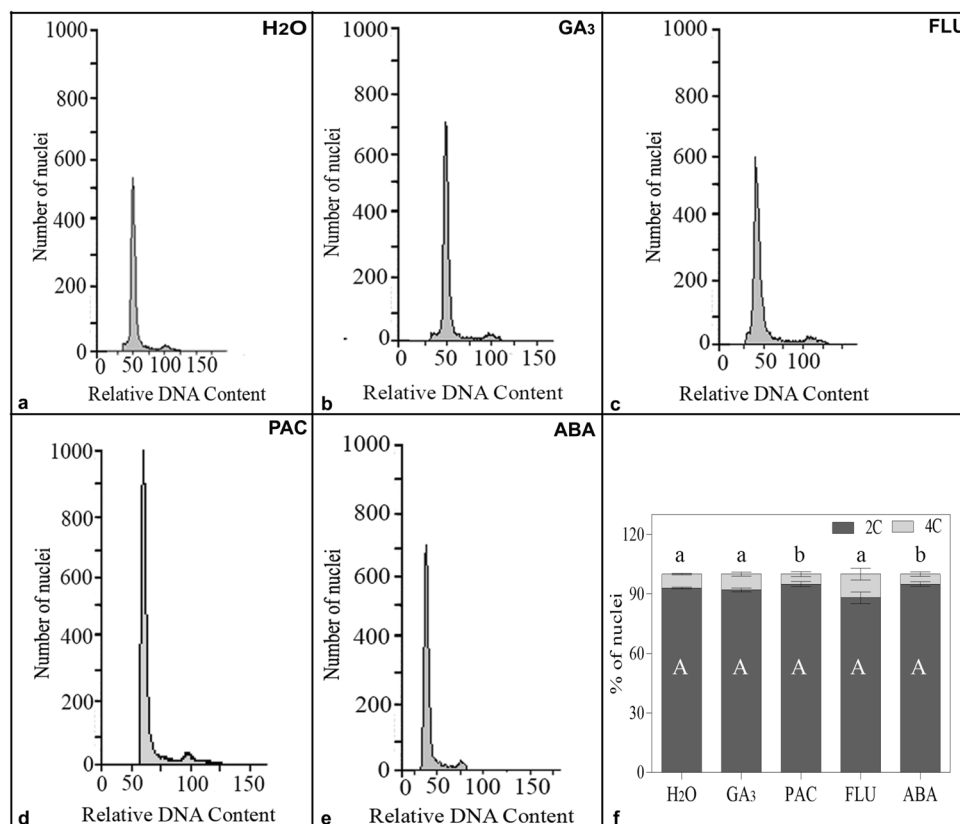 H2O
1000
800
600
400
200
0
Number of nuclei
50 100 150
Relative DNA Content
a
GA3
1000
800
600
400
200
0
Number of nuclei
0 50 100 150
Relative DNA Content
b
FLU
1000
800
600
400
200
0
Number of nuclei
0 50 100
Relative DNA Content
c
PAC
1000
800
600
400
200
0
Number of nuclei
0 50 100 150
Relative DNA Content
d
ABA
1000
800
600
400
200
0
Number of nuclei
0 50 100 150
Relative DNA Content
e
2C 4C
120
90
60
30
0
% of nuclei
a a b a b
A A A A A
H2O GA3 PAC FLU ABA
f